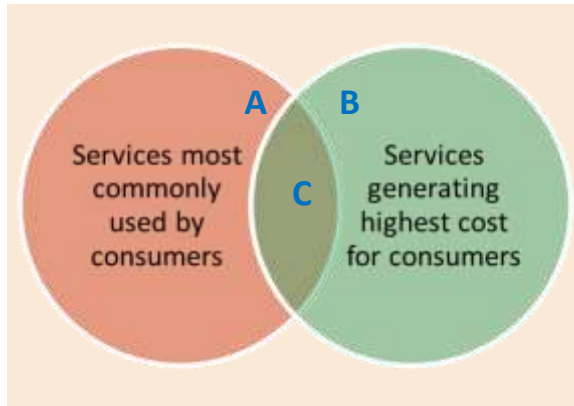 A
B
Services most
commonly
used by
consumers
C
Services
generating
highest cost
for consumers